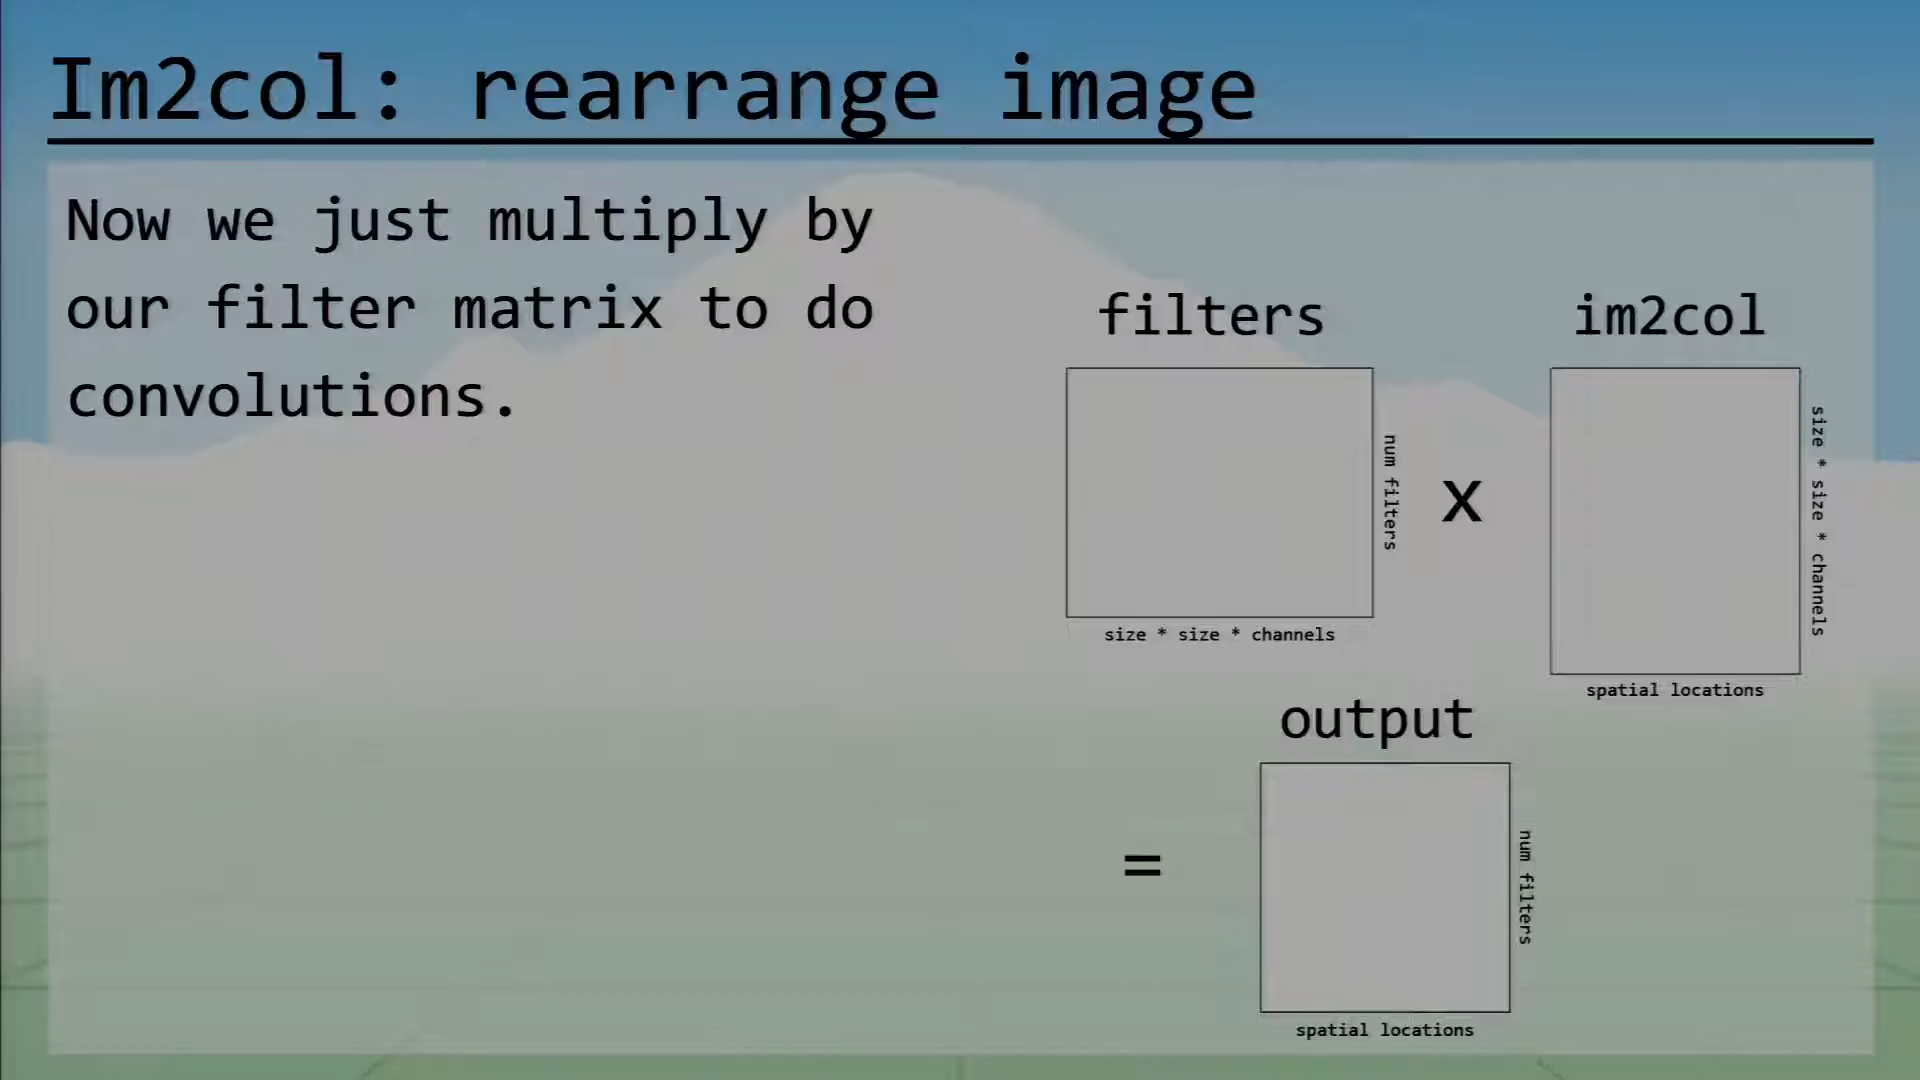 Im2col: rearrange image
Now we just multiply by
our filter matrix to do
convolutions.
filters
im2col
num filters
x
size * size * channels
size * size * channels
spatial locations
output
=
num filters
spatial locations